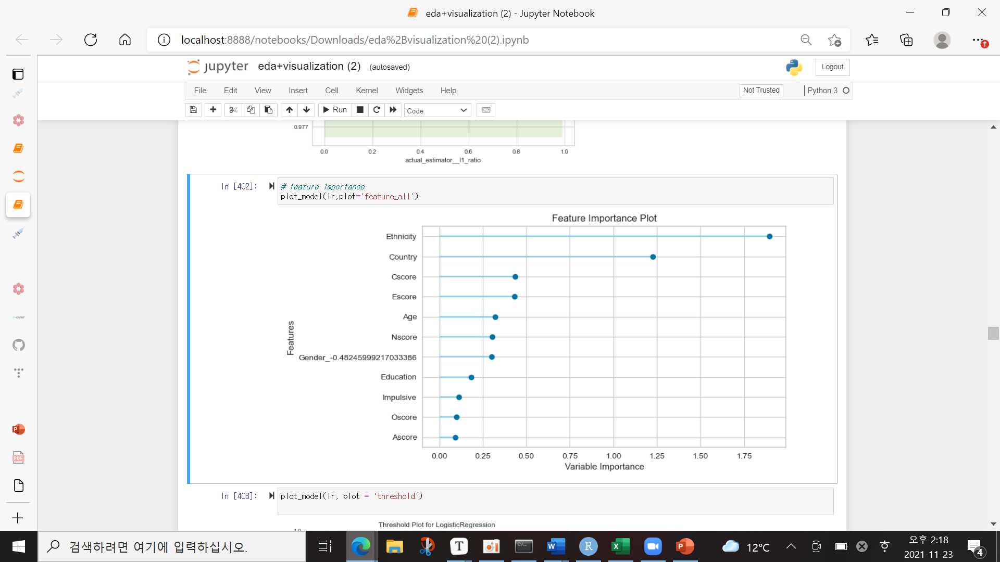 eda+visualization (2) - Jupyter Notebook
localhost:8888/notebooks/Downloads/eda%2Bvisualization%20(2).ipynb
jupyter eda+visualization (2) (autosaved)
Logout
File Edit View Insert Cell Kernel Widgets Help
Not Trusted
Python 3
Run
Code
0.977
0.0 0.2 0.4 0.6 0.8 1.0
actual_estimator__l1_ratio
In [402]:
# feature importance
plot_model(lr,plot='feature_all')
Feature Importance Plot
Ethnicity
Country
Cscore
Escore
Age
Nscore
Gender_-0.48245999217033386
Education
Impulsive
Oscore
Ascore
Features
0.00 0.25 0.50 0.75 1.00 1.25 1.50 1.75
Variable Importance
In [403]:
plot_model(lr, plot = 'threshold')
Threshold Plot for LogisticRegression
검색하려면 여기에 입력하십시오.
12°C
오후 2:18
2021-11-23
4